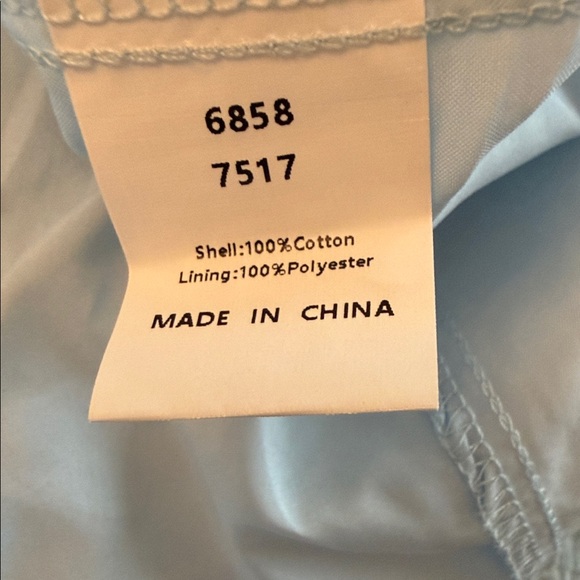 6858
7517
Shell:100%Cotton
Lining:100%Polyester
MADE IN CHINA